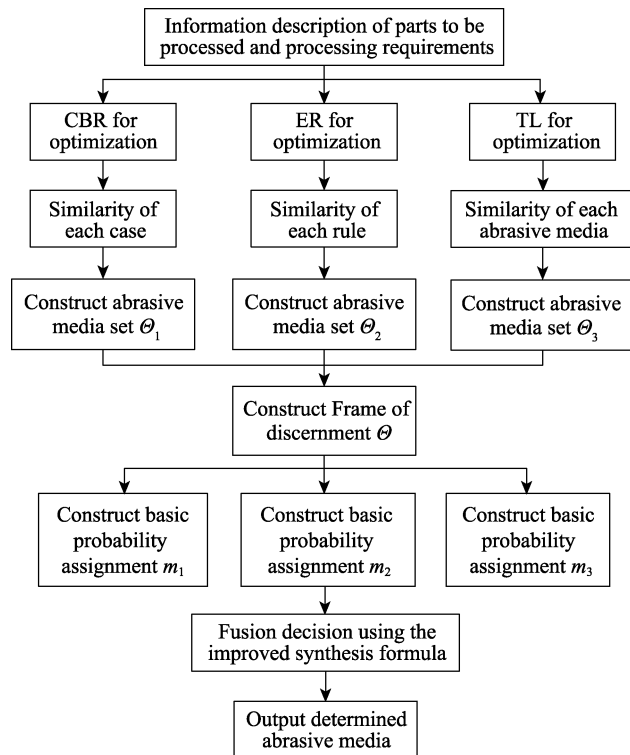 Information description of parts to be
processed and processing requirements
CBR for
optimization
ER for
optimization
TL for
optimization
Similarity of
each case
Similarity of
each rule
Similarity of each
abrasive media
Construct abrasive
media set Θ₁
Construct abrasive
media set Θ₂
Construct abrasive
media set Θ₃
Construct Frame of
discernment Θ
Construct basic
probability
assignment m₁
Construct basic
probability
assignment m₂
Construct basic
probability
assignment m₃
Fusion decision using the
improved synthesis formula
Output determined
abrasive media